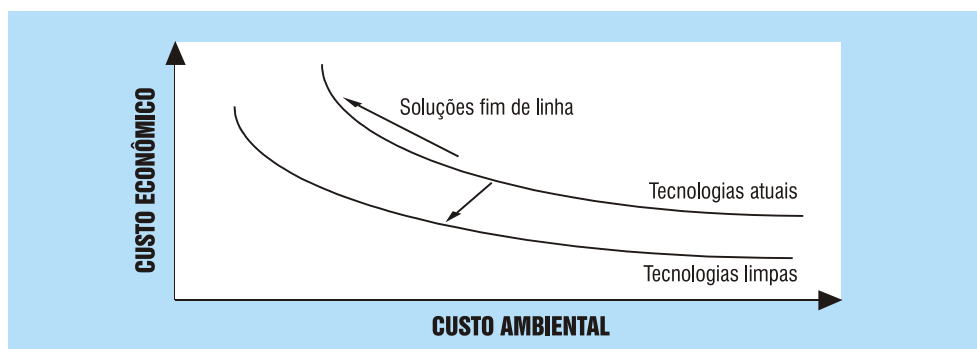 CUSTO ECONÔMICO
Soluções fim de linha
Tecnologias atuais
Tecnologias limpas
CUSTO AMBIENTAL